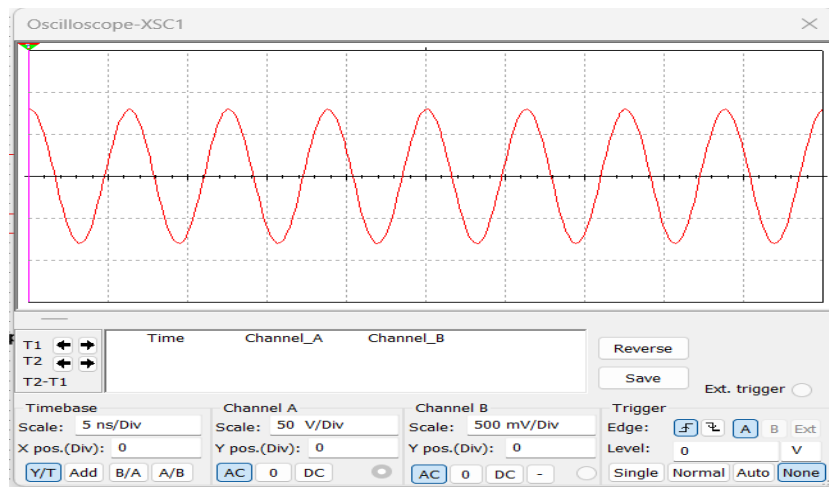 Oscilloscope-XSC1
Time Channel_A Channel_B
T1
T2
T2-T1
Reverse
Save
Ext. trigger
Timebase
Scale: 5 ns/Div
X pos.(Div): 0
Y/T Add B/A A/B
Channel A
Scale: 50 V/Div
Y pos.(Div): 0
AC 0 DC
Channel B
Scale: 500 mV/Div
Y pos.(Div): 0
AC 0 DC -
Trigger
Edge: A B Ext
Level: 0 V
Single Normal Auto None